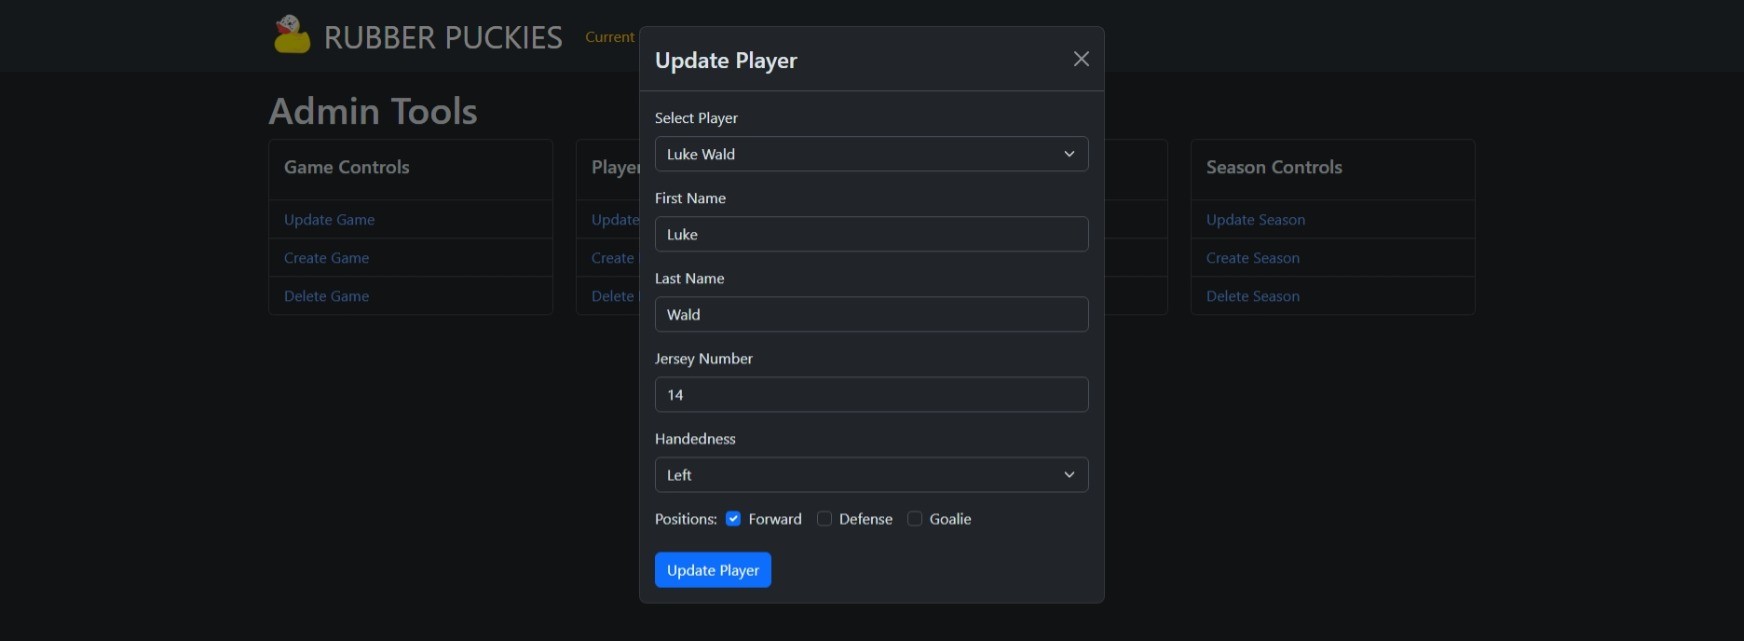 RUBBER PUCKIES
Current
Admin Tools
Game Controls
Update Game
Create Game
Delete Game
Player
Update
Create
Delete
Update Player
Select Player
Luke Wald
First Name
Luke
Last Name
Wald
Jersey Number
14
Handedness
Left
Positions: Forward Defense Goalie
Update Player
Season Controls
Update Season
Create Season
Delete Season